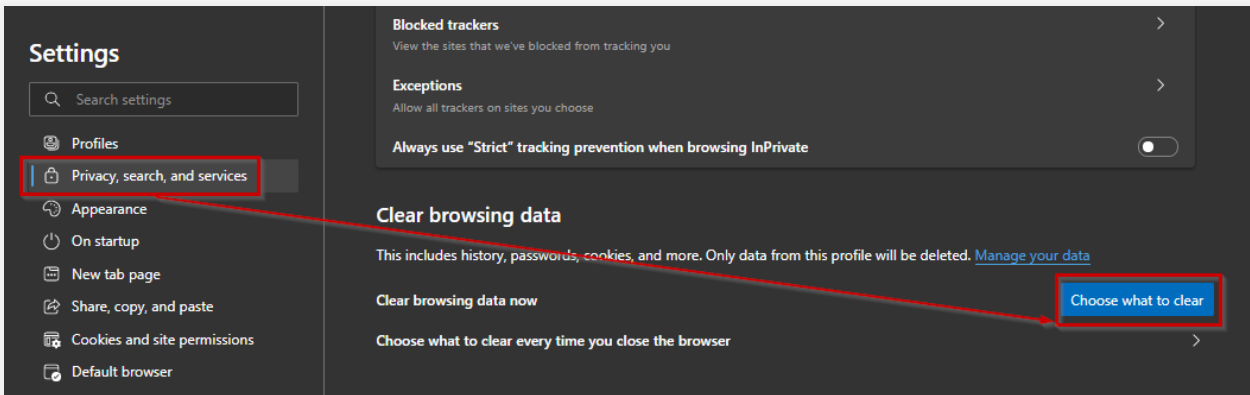 Settings
Search settings
Profiles
Privacy, search, and services
Appearance
On startup
New tab page
Share, copy, and paste
Cookies and site permissions
Default browser
Blocked trackers
View the sites that we've blocked from tracking you
Exceptions
Allow all trackers on sites you choose
Always use “Strict” tracking prevention when browsing InPrivate
Clear browsing data
This includes history, passwords, cookies, and more. Only data from this profile will be deleted. Manage your data
Clear browsing data now
Choose what to clear
Choose what to clear every time you close the browser